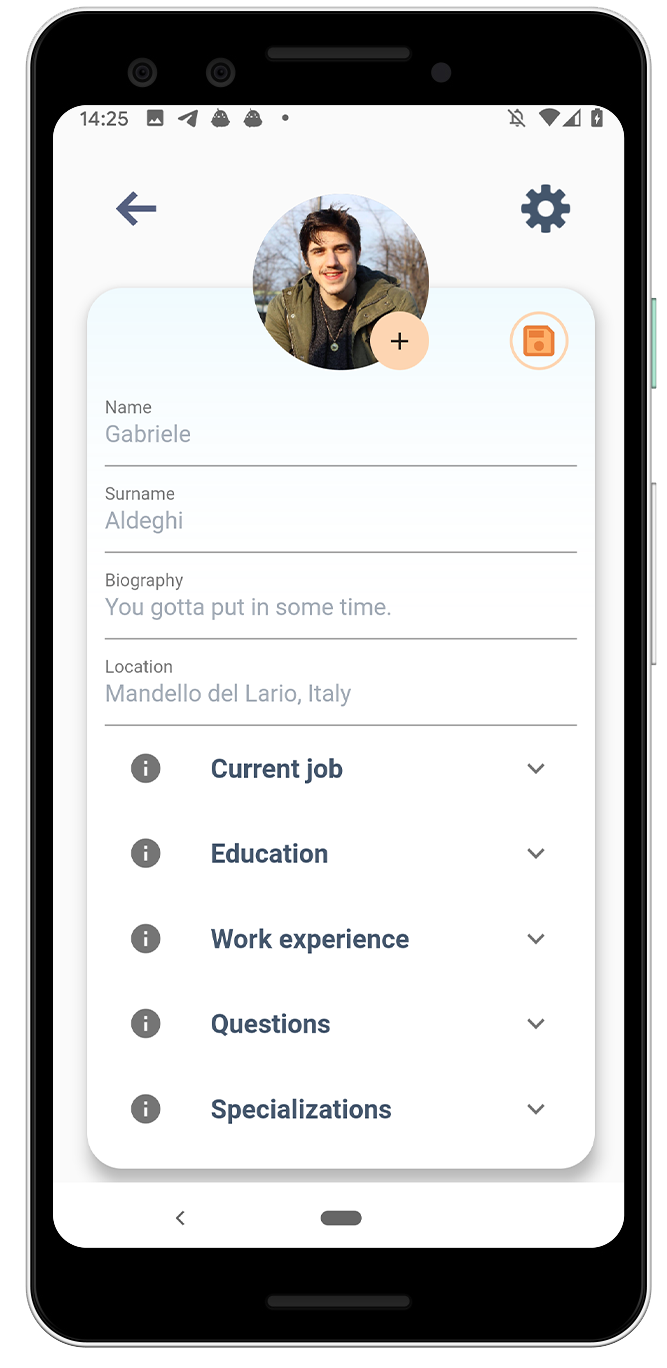 14:25
Name
Gabriele
Surname
Aldeghi
Biography
You gotta put in some time.
Location
Mandello del Lario, Italy
Current job
Education
Work experience
Questions
Specializations